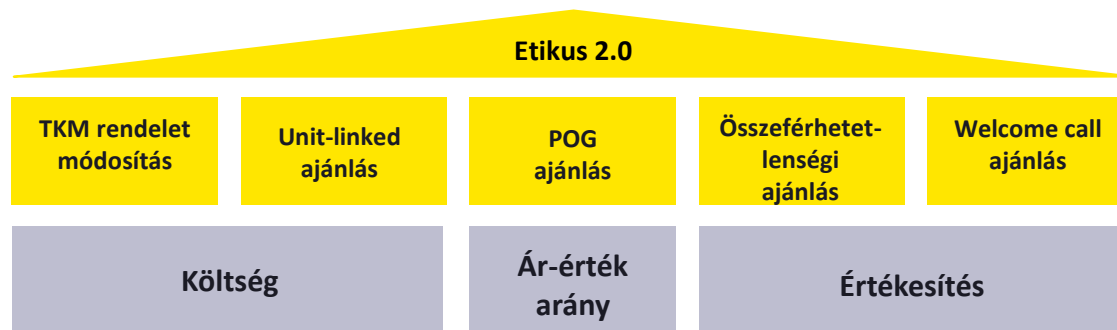 Etikus 2.0
TKM rendelet
módosítás
Unit-linked
ajánlás
POG
ajánlás
Összeférhetet-
lenségi
ajánlás
Welcome call
ajánlás
Költség
Ár-érték
arány
Értékesítés